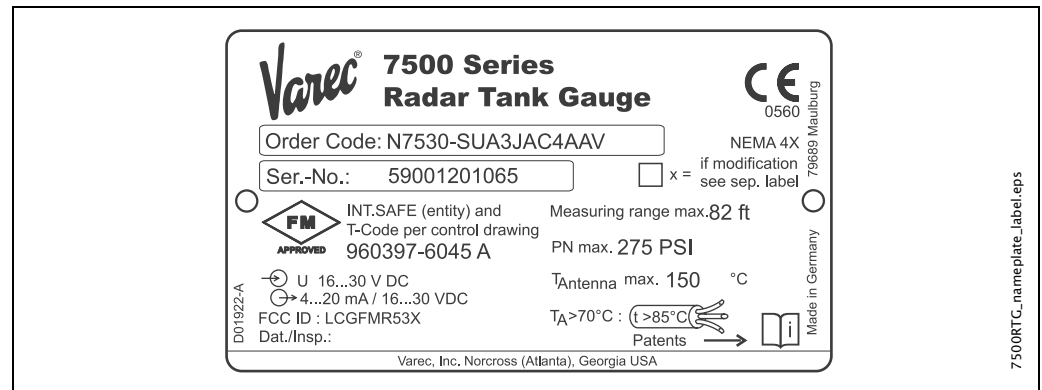 Varec®
7500 Series
Radar Tank Gauge
CE
0560
Order Code: N7530-SUA3JAC4AAV
NEMA 4X
Ser.-No.: 59001201065
x = if modification
see sep. label
79689 Maulburg
FM
APPROVED
INT.SAFE (entity) and
T-Code per control drawing
960397-6045 A
Measuring range max.82 ft
PN max. 275 PSI
TAntenna max. 150 °C
U 16...30 V DC
4...20 mA / 16...30 VDC
FCC ID : LCGFMR53X
Dat./Insp.:
TA>70°C : t >85°C
Patents
i
D01922-A
Made in Germany
Varec, Inc. Norcross (Atlanta), Georgia USA
7500RTG_nameplate_label.eps